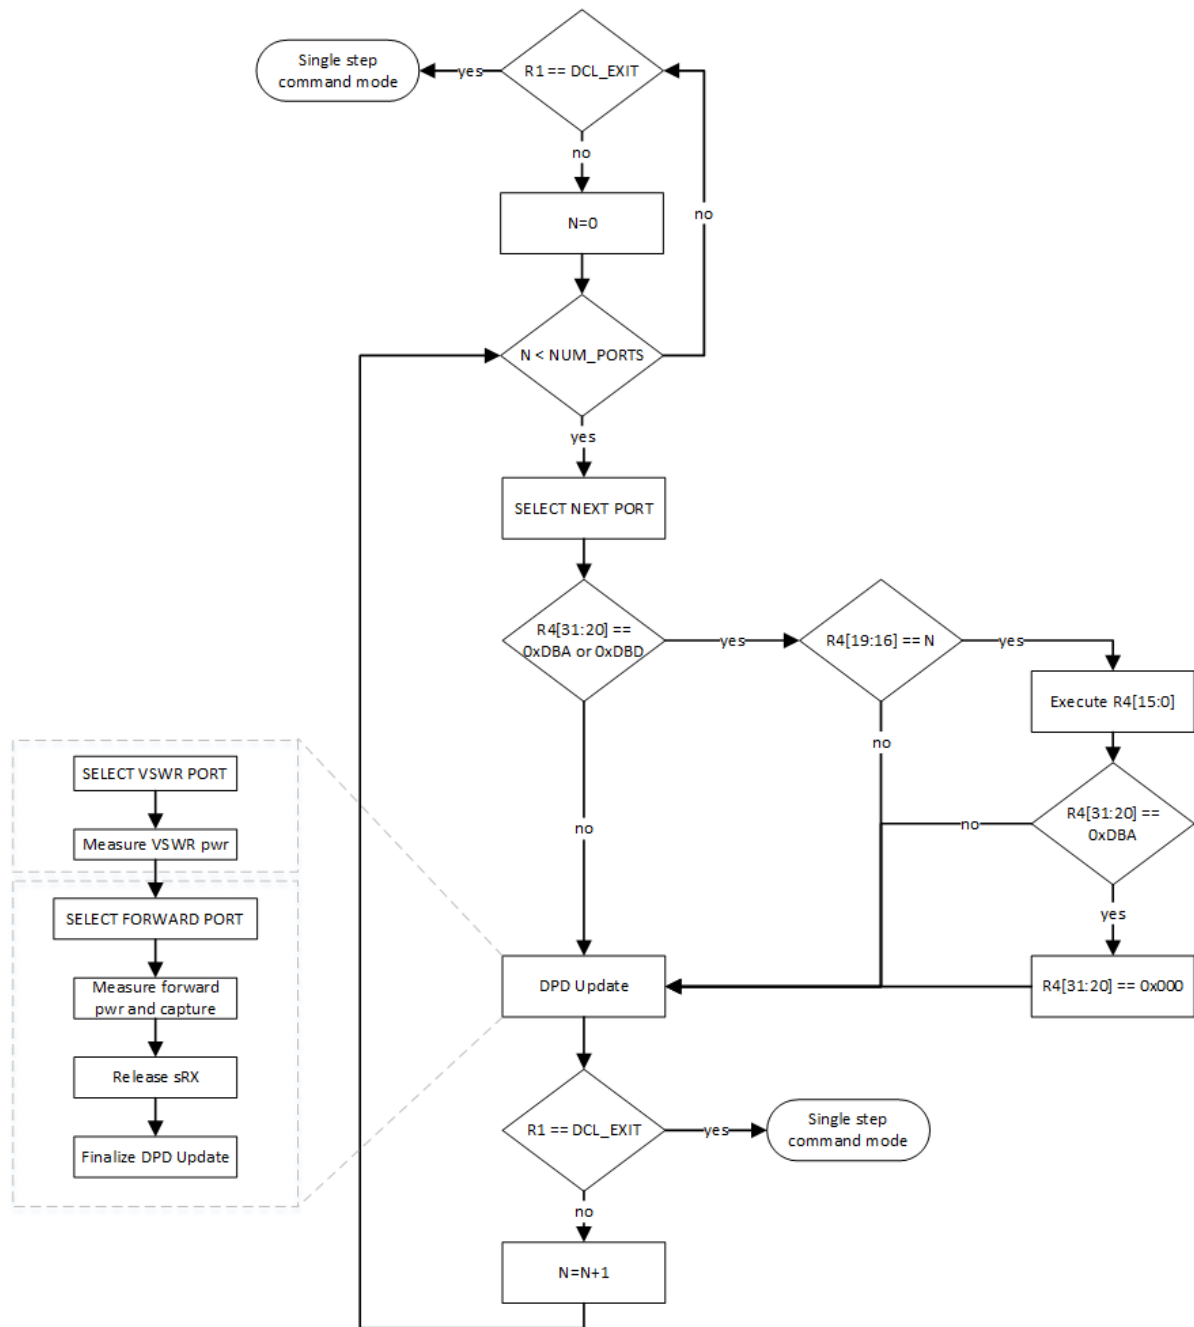 Single step
command mode
yes
R1 == DCL_EXIT
no
N=0
no
N < NUM_PORTS
yes
SELECT NEXT PORT
R4[31:20] ==
0xDBA or 0xDBD
yes
R4[19:16] == N
yes
Execute R4[15:0]
no
R4[31:20] ==
0xDBA
no
yes
R4[31:20] == 0x000
no
SELECT VSWR PORT
Measure VSWR pwr
SELECT FORWARD PORT
Measure forward
pwr and capture
Release sRX
Finalize DPD Update
DPD Update
R1 == DCL_EXIT
yes
Single step
command mode
no
N=N+1